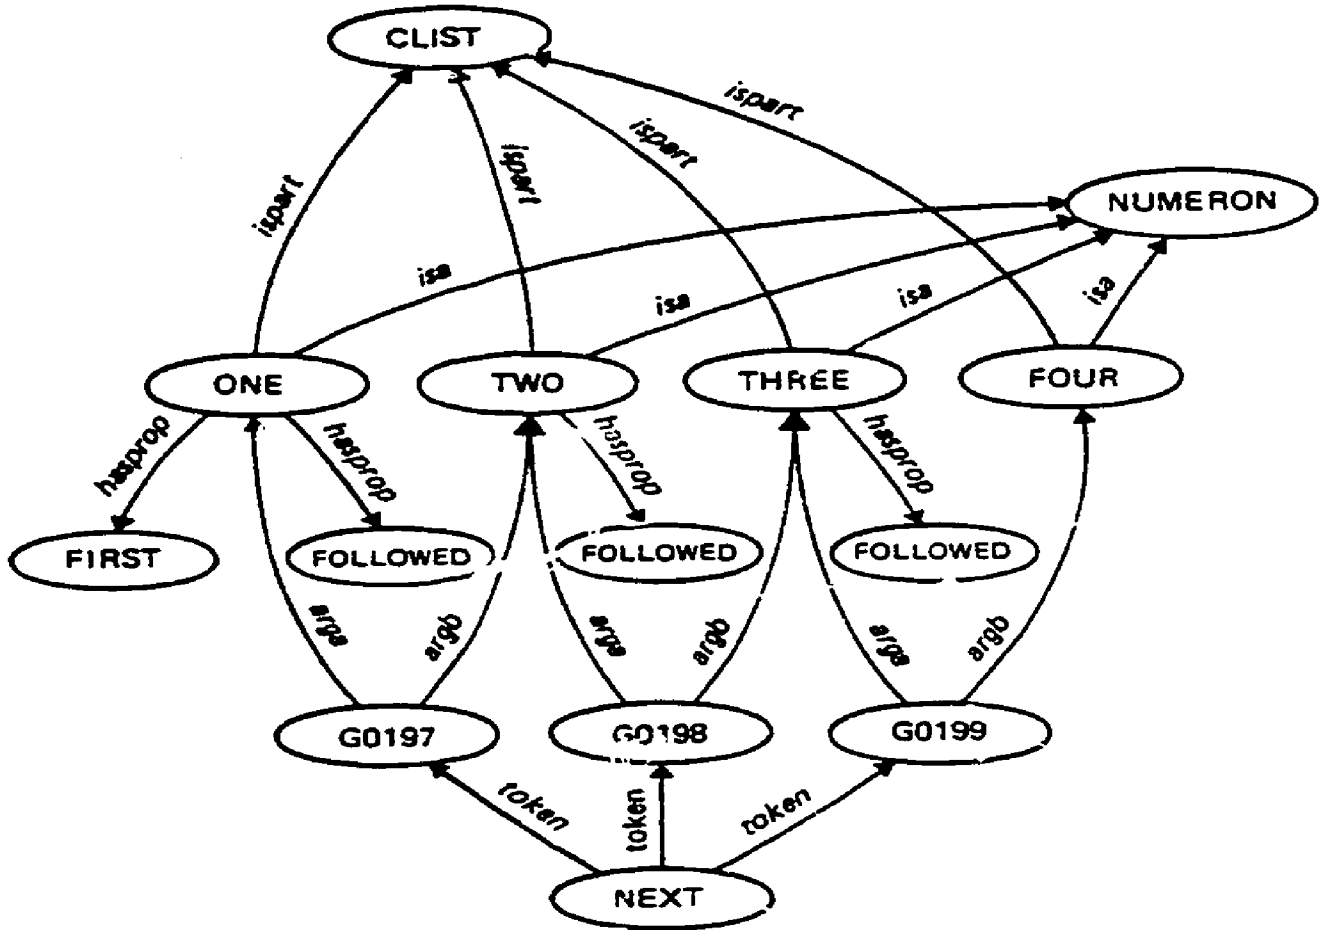 CLIST
ispart
ispart
ispart
ispart
NUMERON
isa
isa
isa
isa
ONE
TWO
THREE
FOUR
hasprop
hasprop
hasprop
hasprop
FIRST
FOLLOWED
FOLLOWED
FOLLOWED
arga
argb
arga
argb
arga
argb
G0197
G0198
G0199
token
token
token
NEXT